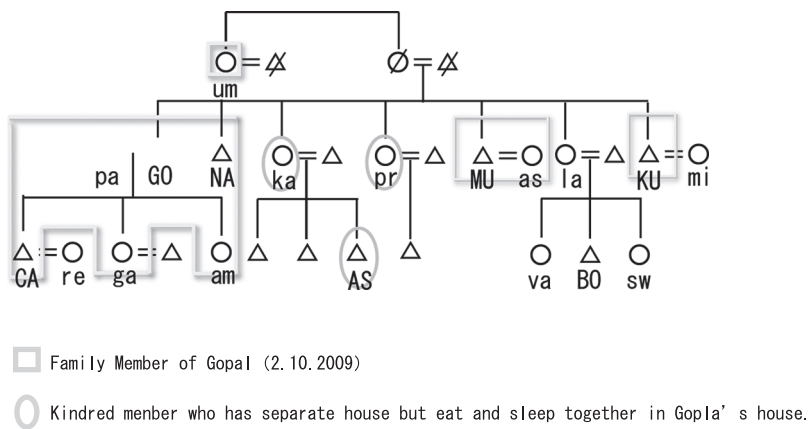 um
pa GO NA ka pr MU as la KU mi
CA re ga am AS va BO sw
Family Member of Gopal (2.10.2009)
Kindred menber who has separate house but eat and sleep together in Gopla's house.